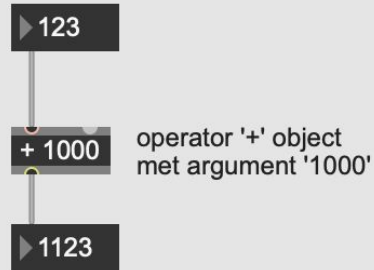 123
+ 1000
operator '+' object
met argument '1000'
1123